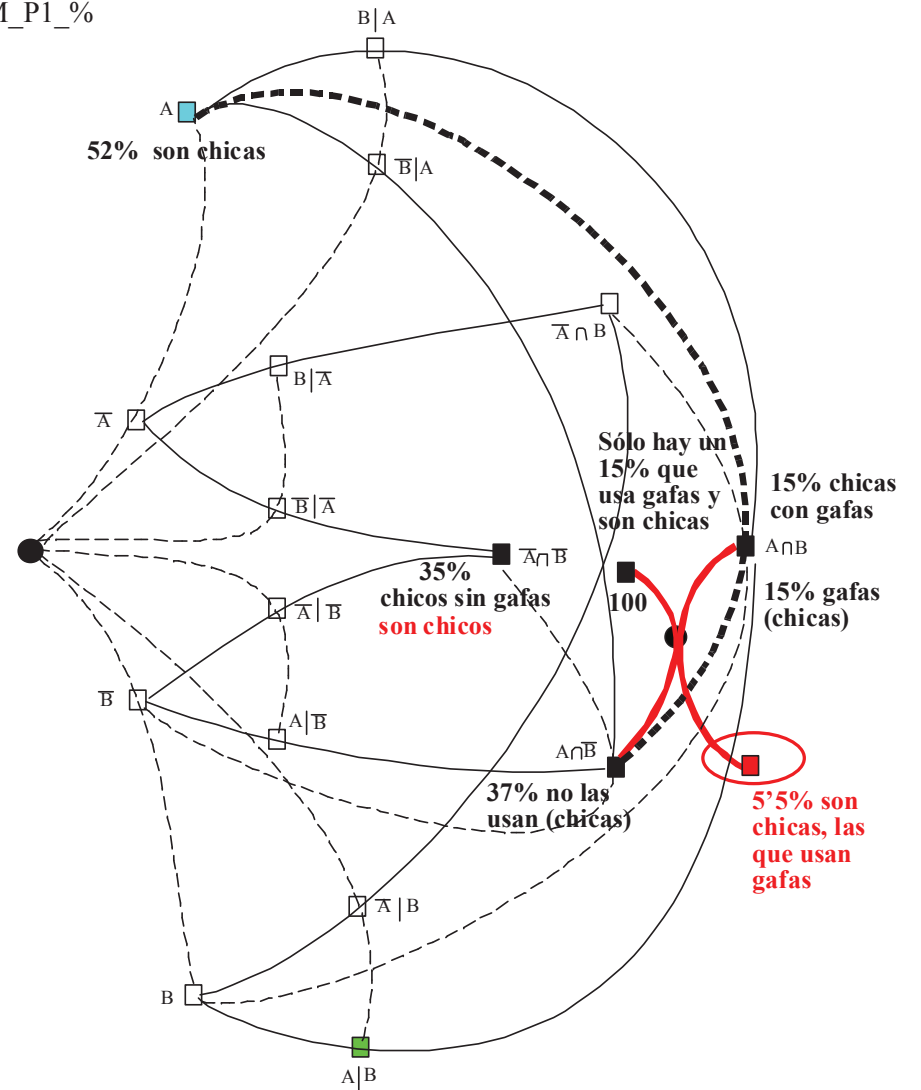 M_P1_%
B|A
A
52% son chicas
B̅|A
A̅∩B
B|A̅
A̅
Sólo hay un
15% que
usa gafas y
son chicas
15% chicas
con gafas
B̅|A̅
A∩B
A̅∩B̅
35%
chicos sin gafas
son chicos
100
15% gafas
(chicas)
A̅|B̅
B̅
A|B̅
A∩B̅
37% no las
usan (chicas)
5'5% son
chicas, las
que usan
gafas
A̅|B
B
A|B